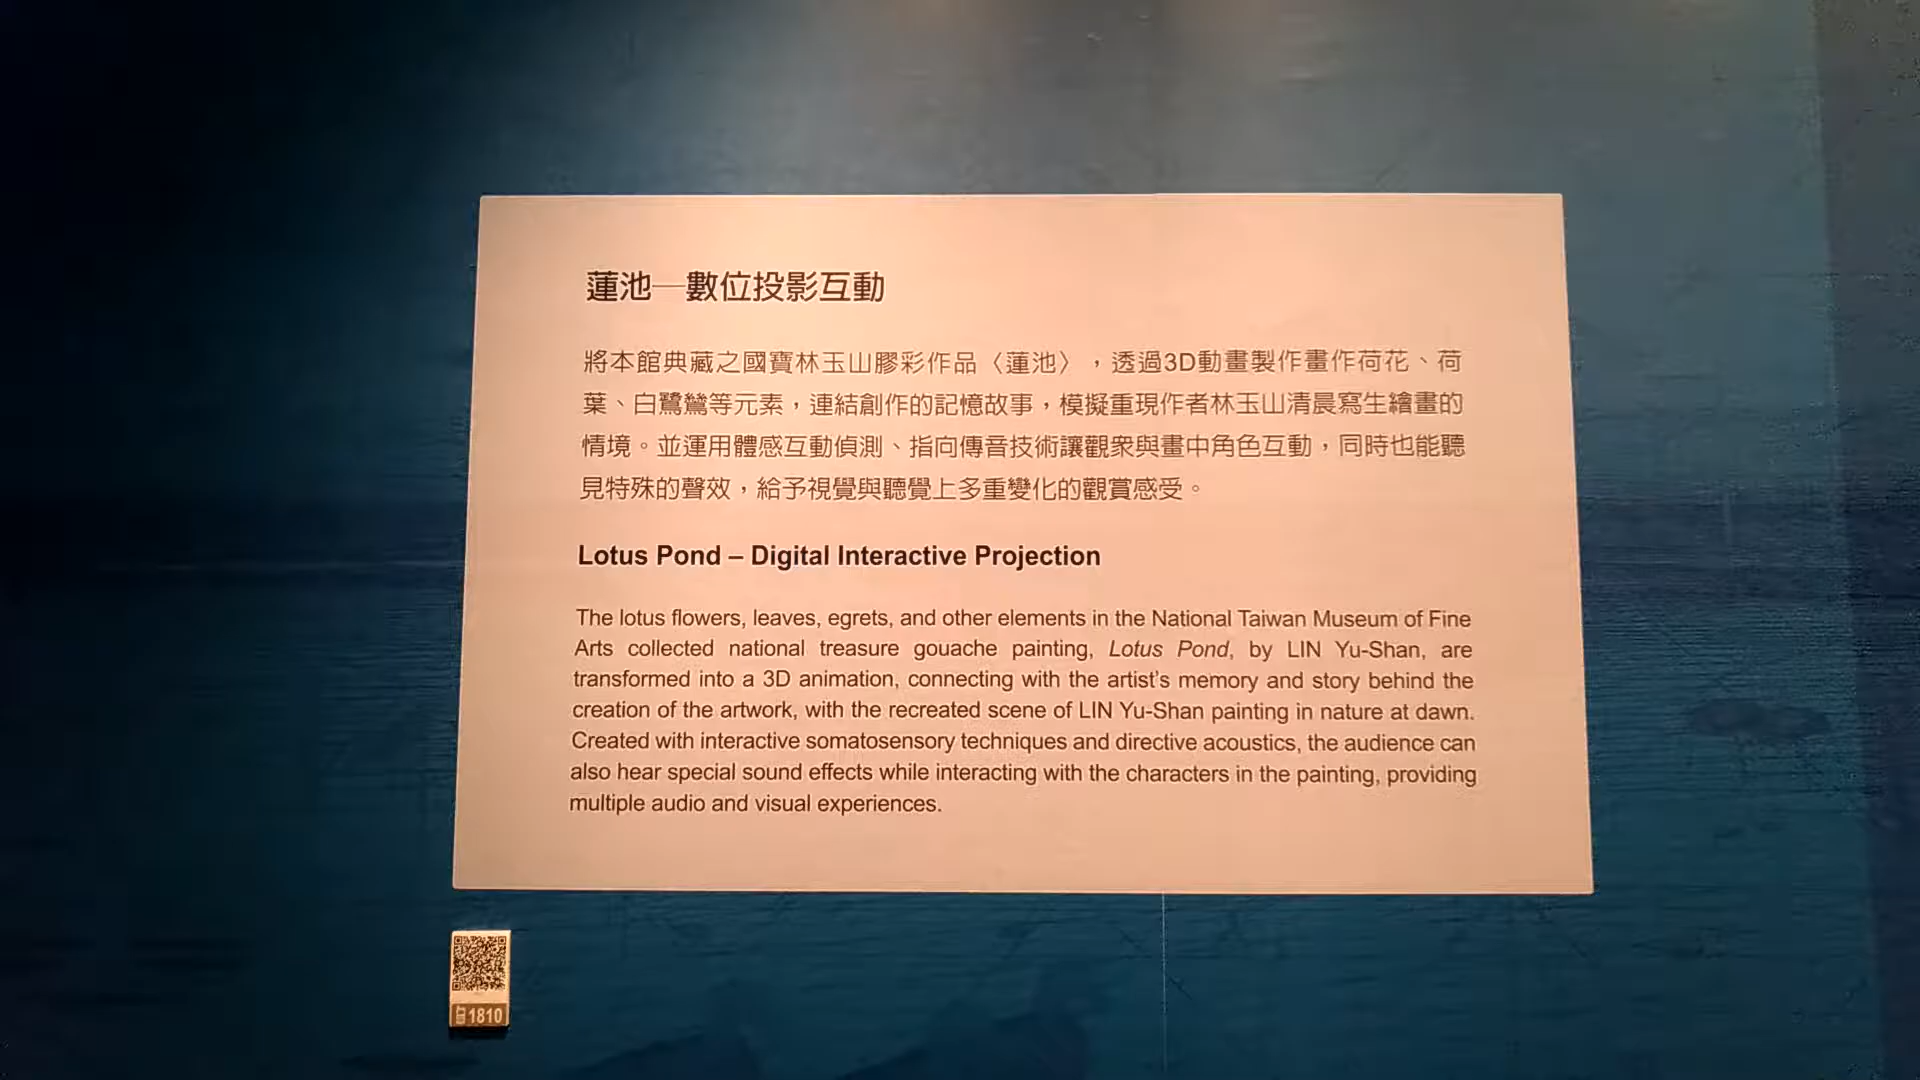 蓮池─數位投影互動
將本館典藏之國寶林玉山膠彩作品〈蓮池〉，透過3D動畫製作畫作荷花、荷
葉、白鷺鷥等元素，連結創作的記憶故事，模擬重現作者林玉山清晨寫生繪畫的
情境。並運用體感互動偵測、指向傳音技術讓觀眾與畫中角色互動，同時也能聽
見特殊的聲效，給予視覺與聽覺上多重變化的觀賞感受。
Lotus Pond – Digital Interactive Projection
The lotus flowers, leaves, egrets, and other elements in the National Taiwan Museum of Fine
Arts collected national treasure gouache painting, Lotus Pond, by LIN Yu-Shan, are
transformed into a 3D animation, connecting with the artist's memory and story behind the
creation of the artwork, with the recreated scene of LIN Yu-Shan painting in nature at dawn.
Created with interactive somatosensory techniques and directive acoustics, the audience can
also hear special sound effects while interacting with the characters in the painting, providing
multiple audio and visual experiences.
1810